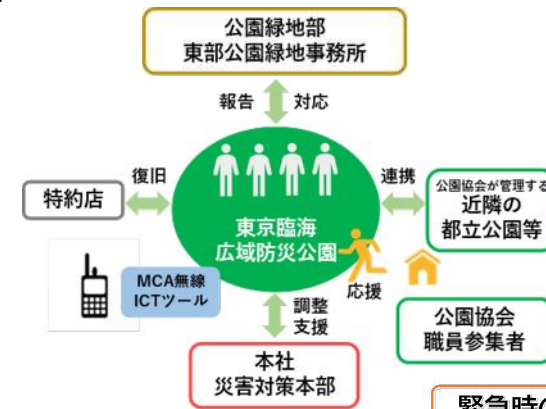 公園緑地部
東部公園緑地事務所
報告
対応
復旧
連携
特約店
公園協会が管理する
近隣の
都立公園等
東京臨海
広域防災公園
MCA無線
ICTツール
応援
調整
支援
公園協会
職員参集者
本社
災害対策本部
緊急時の